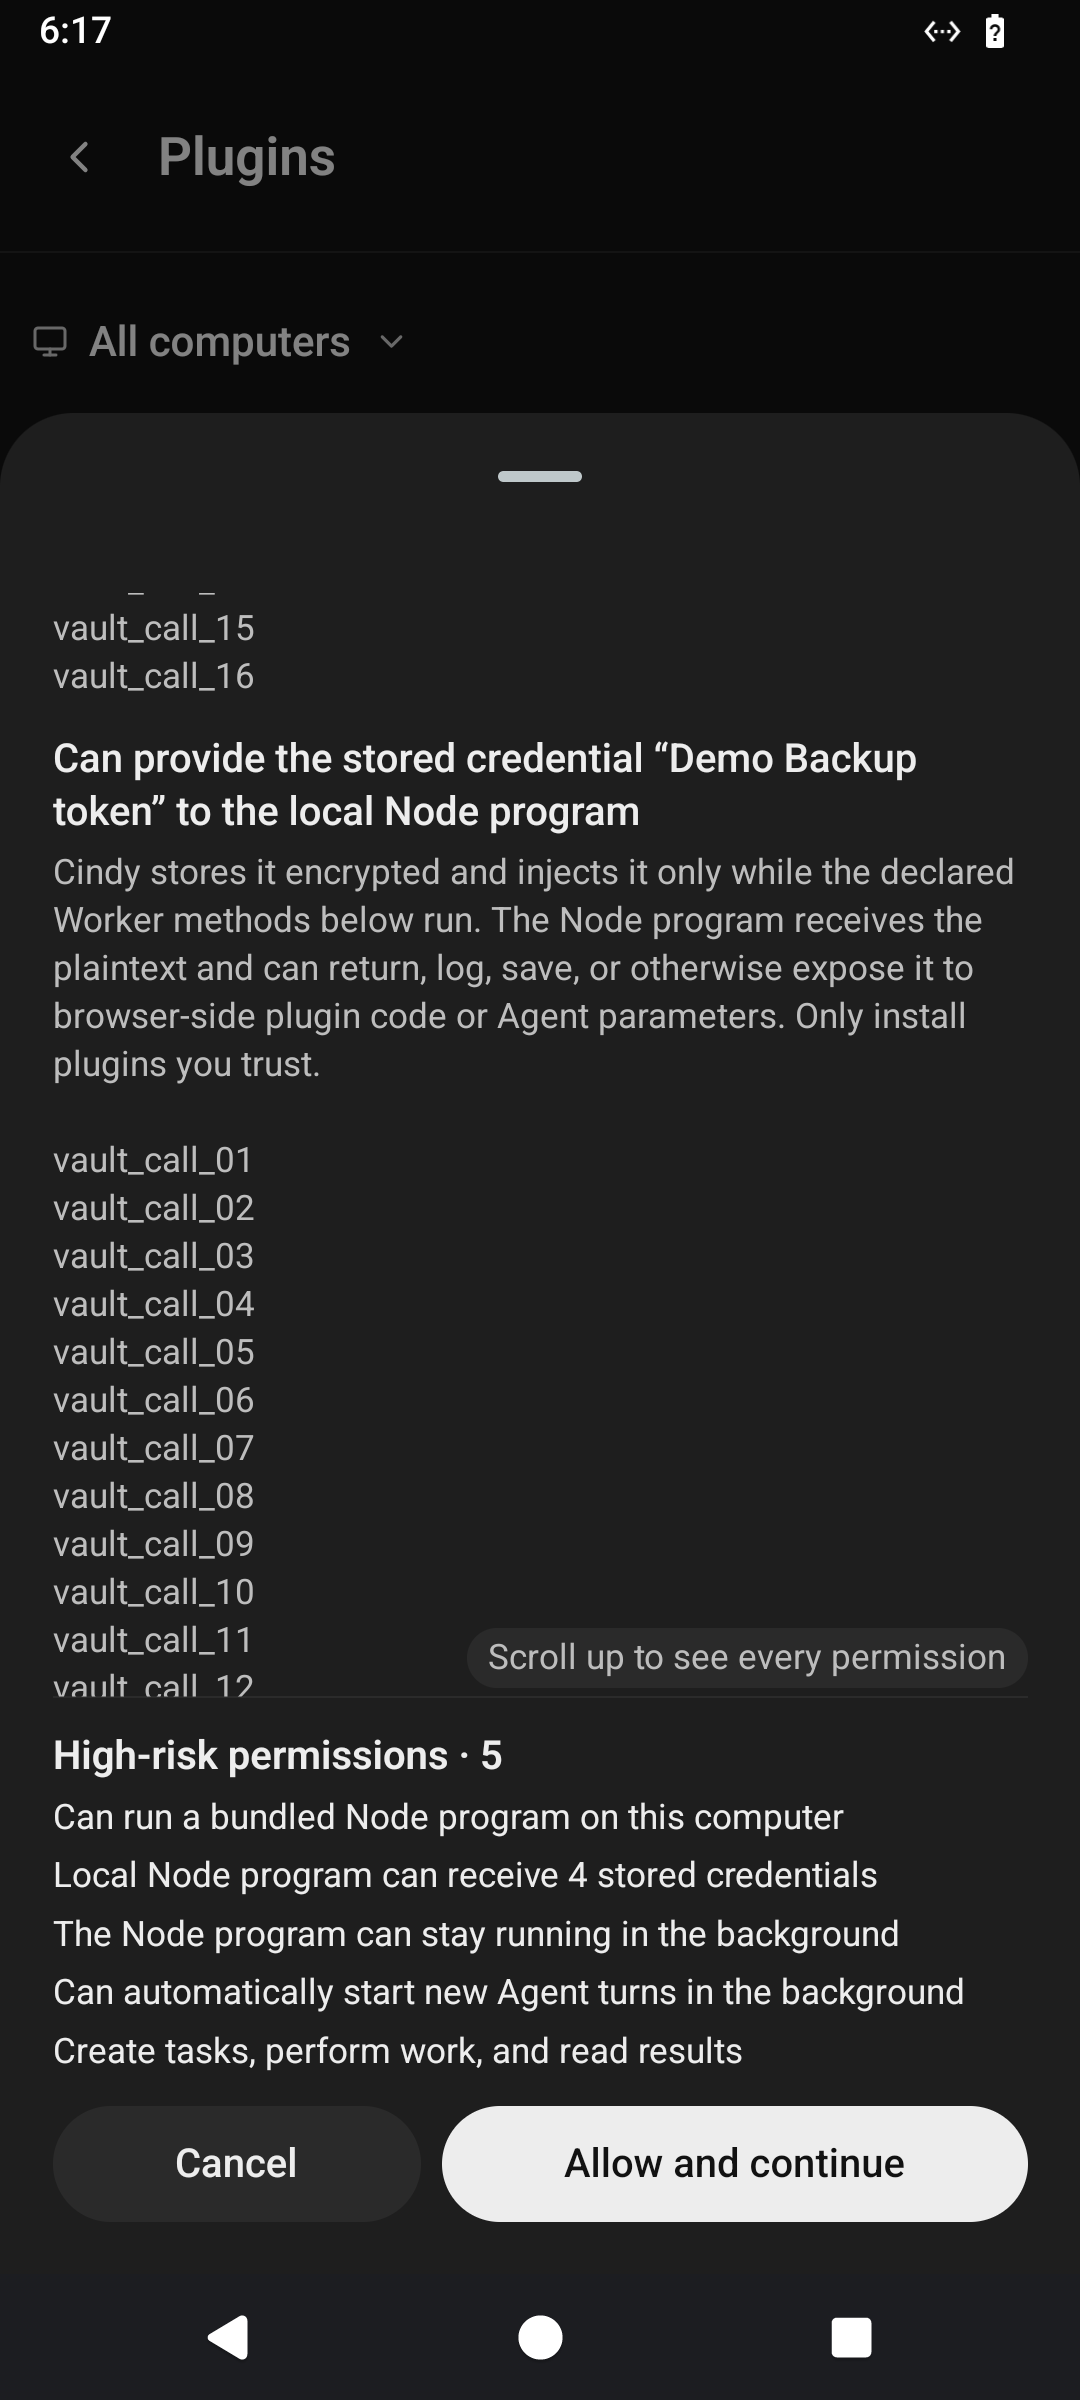 6:17
Plugins
All computers
vault_call_15
vault_call_16
Can provide the stored credential “Demo Backup
token” to the local Node program
Cindy stores it encrypted and injects it only while the declared
Worker methods below run. The Node program receives the
plaintext and can return, log, save, or otherwise expose it to
browser-side plugin code or Agent parameters. Only install
plugins you trust.
vault_call_01
vault_call_02
vault_call_03
vault_call_04
vault_call_05
vault_call_06
vault_call_07
vault_call_08
vault_call_09
vault_call_10
vault_call_11
Scroll up to see every permission
vault_call_12
High-risk permissions · 5
Can run a bundled Node program on this computer
Local Node program can receive 4 stored credentials
The Node program can stay running in the background
Can automatically start new Agent turns in the background
Create tasks, perform work, and read results
Cancel
Allow and continue